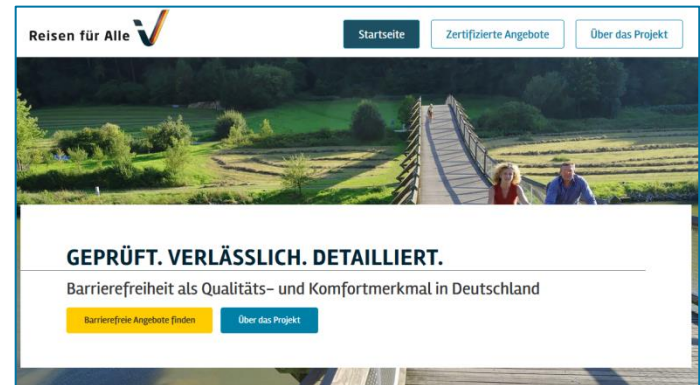 Reisen für Alle
Startseite
Zertifizierte Angebote
Über das Projekt
GEPRÜFT. VERLÄSSLICH. DETAILLIERT.
Barrierefreiheit als Qualitäts- und Komfortmerkmal in Deutschland
Barrierefreie Angebote finden
Über das Projekt